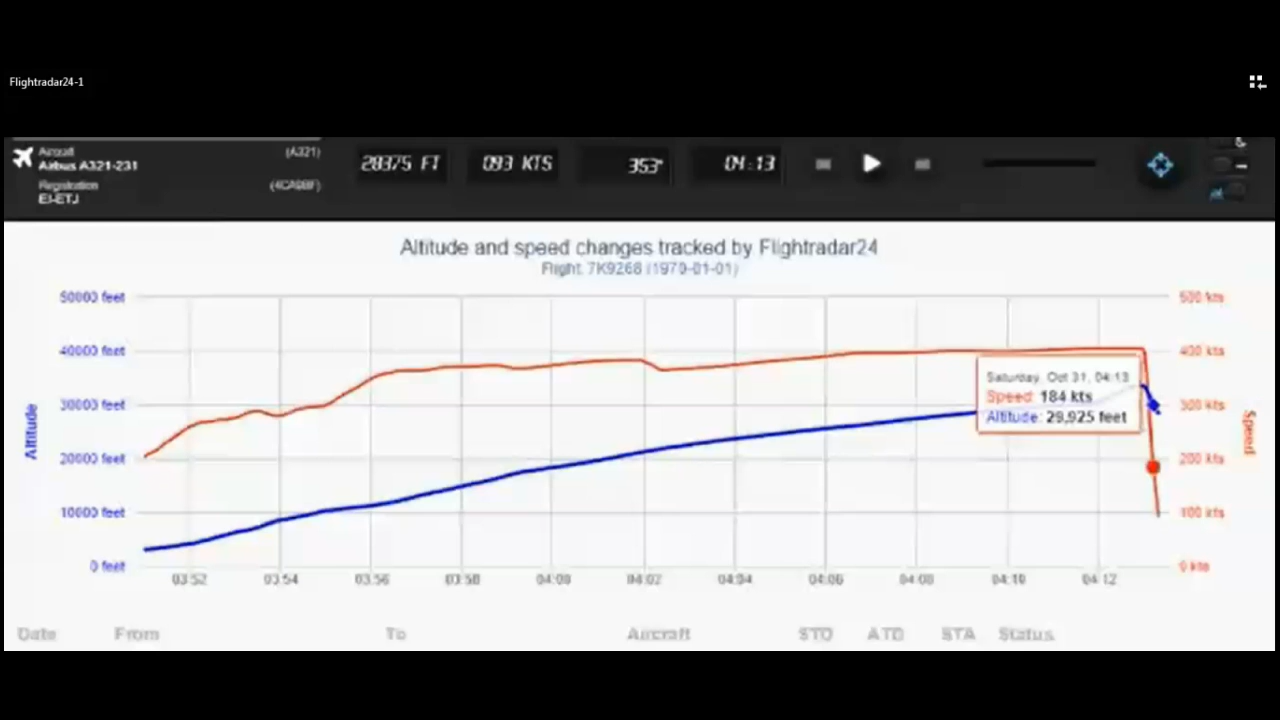 Flightradar24-1
Aircraft (A321)
Airbus A321-231
28375 FT 093 KTS 353° 04:13
Registration
EI-ETJ
Altitude and speed changes tracked by Flightradar24
Flight: 7K9268 (1970-01-01)
50000 feet 500 kts
40000 feet 400 kts
Saturday, Oct 31, 04:13
Speed: 184 kts
30000 feet 300 kts
Altitude: 29,925 feet
Altitude
Speed
20000 feet 200 kts
10000 feet 100 kts
0 feet 0 kts
03:52 03:54 03:56 03:58 04:00 04:02 04:04 04:06 04:08 04:10 04:12
Date From To Aircraft STD ATD STA Status